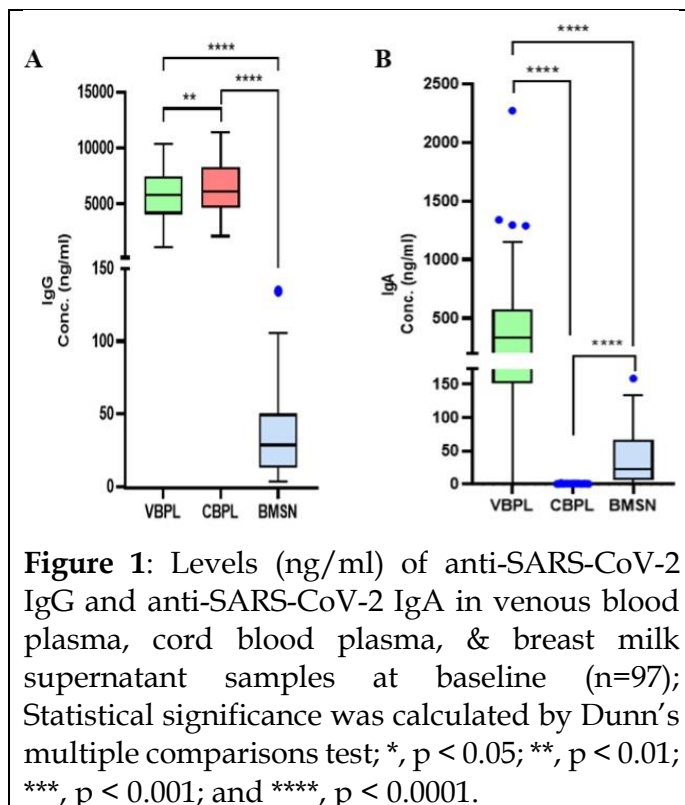 A
****
****
**
15000
10000
5000
150
100
50
0
IgG
Conc. (ng/ml)
VBPL CBPL BMSN
B
****
****
****
2500
2000
1500
1000
500
150
100
50
0
IgA
Conc. (ng/ml)
VBPL CBPL BMSN
Figure 1: Levels (ng/ml) of anti-SARS-CoV-2
IgG and anti-SARS-CoV-2 IgA in venous blood
plasma, cord blood plasma, & breast milk
supernatant samples at baseline (n=97);
Statistical significance was calculated by Dunn's
multiple comparisons test; *, p < 0.05; **, p < 0.01;
***, p < 0.001; and ****, p < 0.0001.